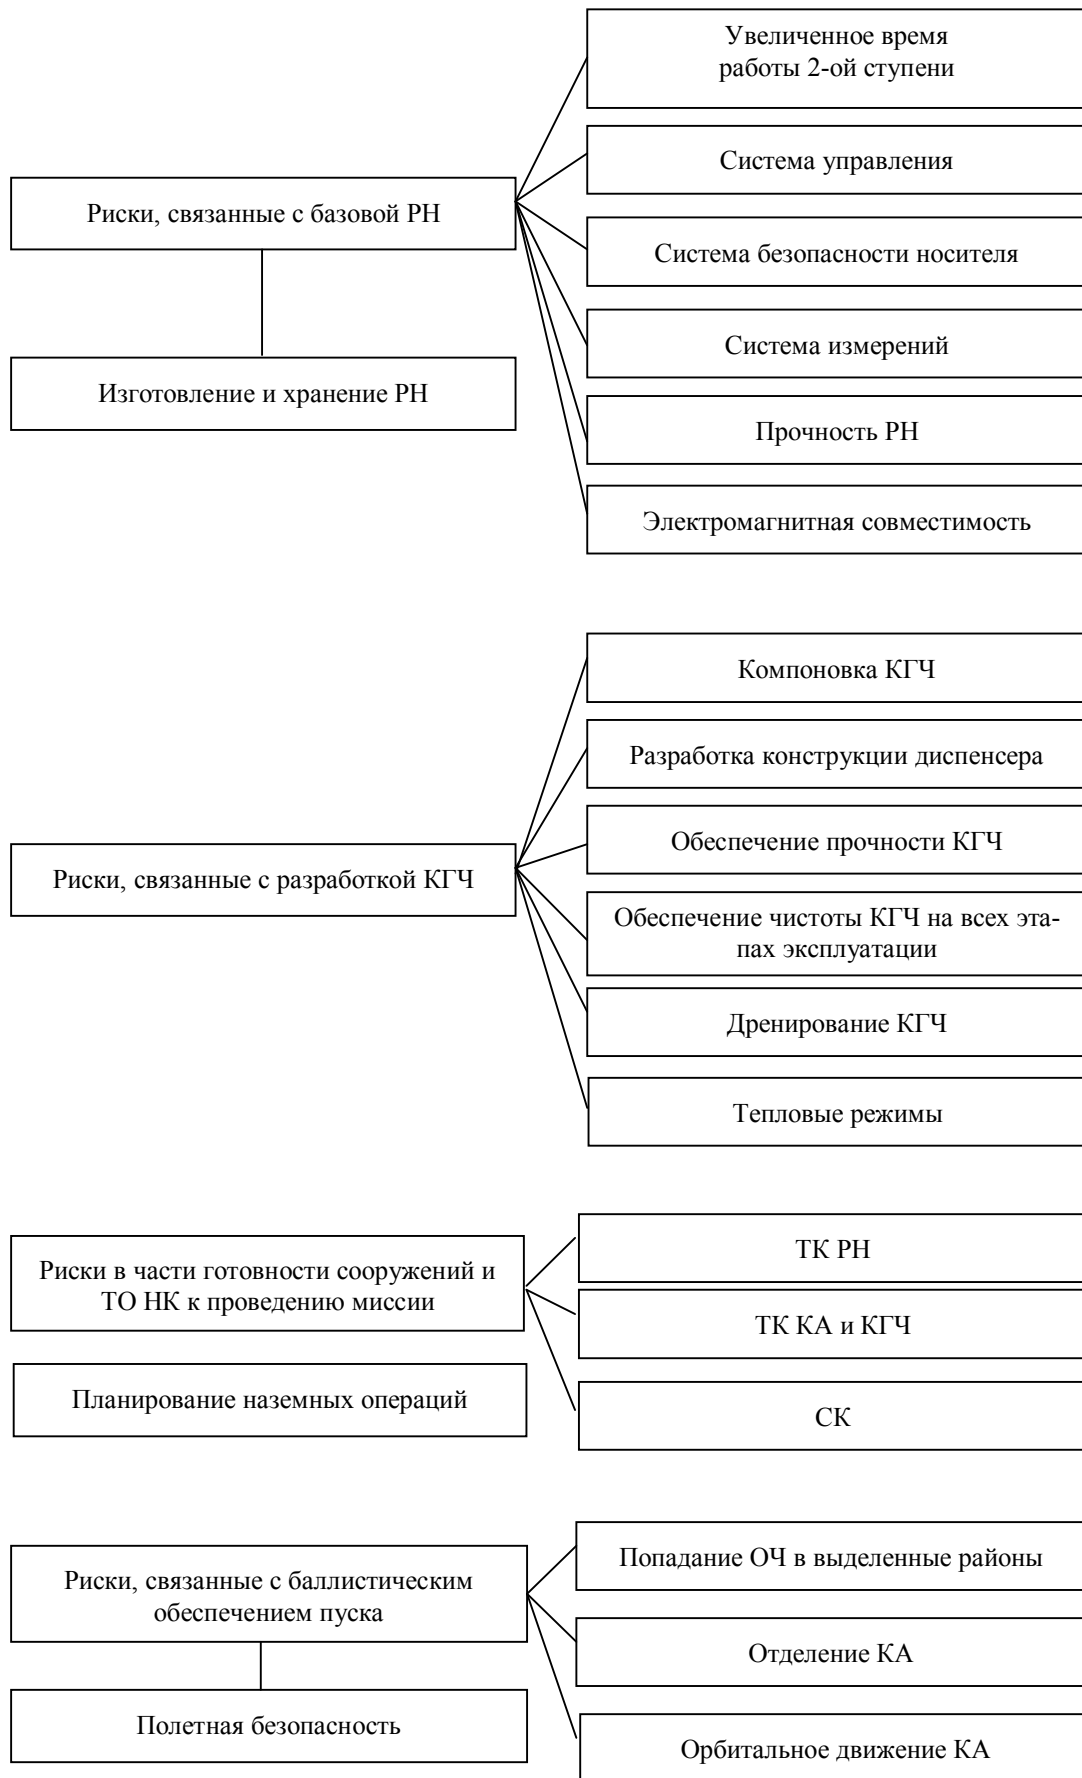 Увеличенное время
работы 2-ой ступени
Система управления
Риски, связанные с базовой РН
Система безопасности носителя
Система измерений
Изготовление и хранение РН
Прочность РН
Электромагнитная совместимость
Компоновка КГЧ
Разработка конструкции диспенсера
Обеспечение прочности КГЧ
Риски, связанные с разработкой КГЧ
Обеспечение чистоты КГЧ на всех эта-
пах эксплуатации
Дренирование КГЧ
Тепловые режимы
Риски в части готовности сооружений и
ТО НК к проведению миссии
ТК РН
ТК КА и КГЧ
Планирование наземных операций
СК
Попадание ОЧ в выделенные районы
Риски, связанные с баллистическим
обеспечением пуска
Отделение КА
Полетная безопасность
Орбитальное движение КА